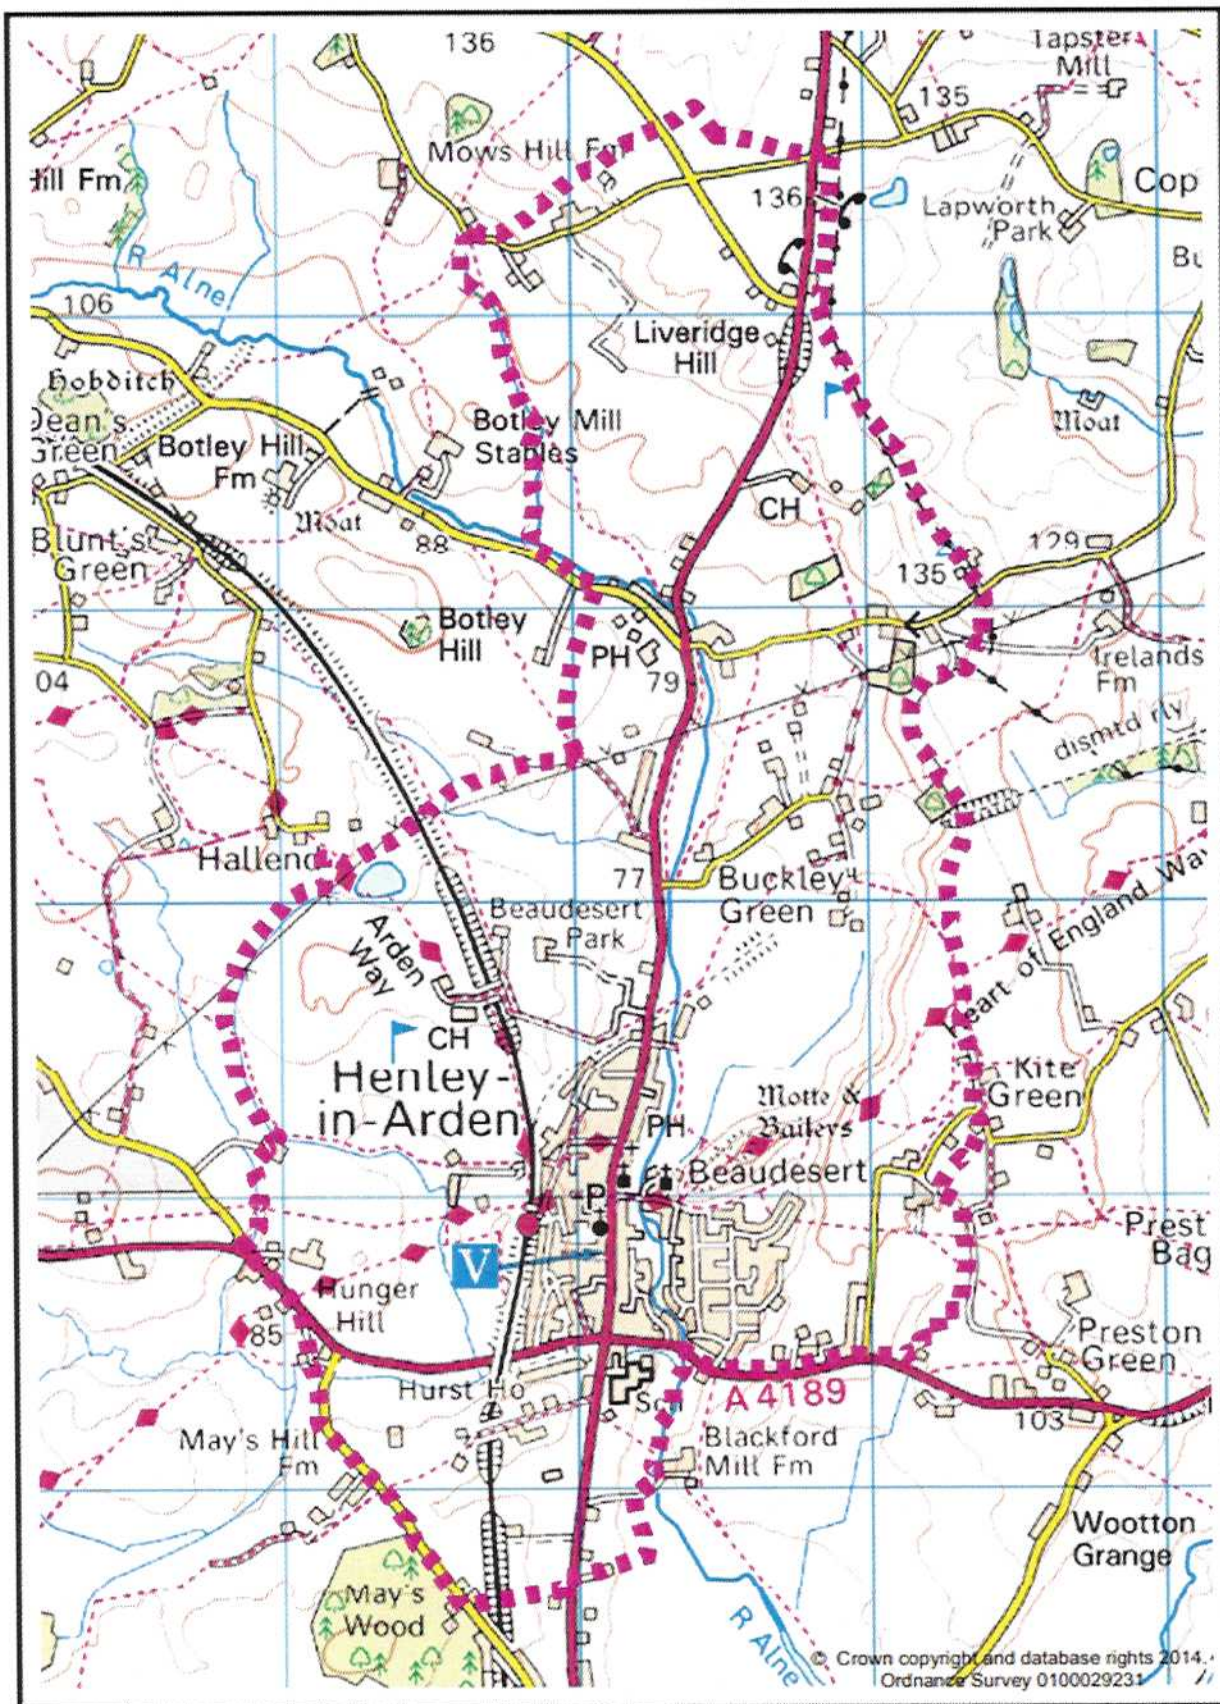 136
Tapster
Mill
135
Mows Hill Fm
Hill Fm
136
Cop
Lapworth
Park
R Alne
106
Liveridge
Hill
Hobditch
Dean's
Green
Botley Hill
Fm
Botley Mill
Stables
Moat
Moat
CH
Blunt's
Green
88
129
135
Botley
Hill
PH
Irelands
Fm
04
79
dismtd rly
Hallend
77
Buckley
Green
Beaudesert
Park
Arden
Way
Heart of England Way
CH
Henley-
in-Arden
Kite
Green
Motte &
Baileys
PH
Beaudesert
P
Prest
Bag
V
Hunger
Hill
85
Preston
Green
Hurst Ho
Sch
A 4189
103
May's Hill
Fm
Blackford
Mill Fm
Wootton
Grange
May's
Wood
R Alne
© Crown copyright and database rights 2014.
Ordnance Survey 0100029231